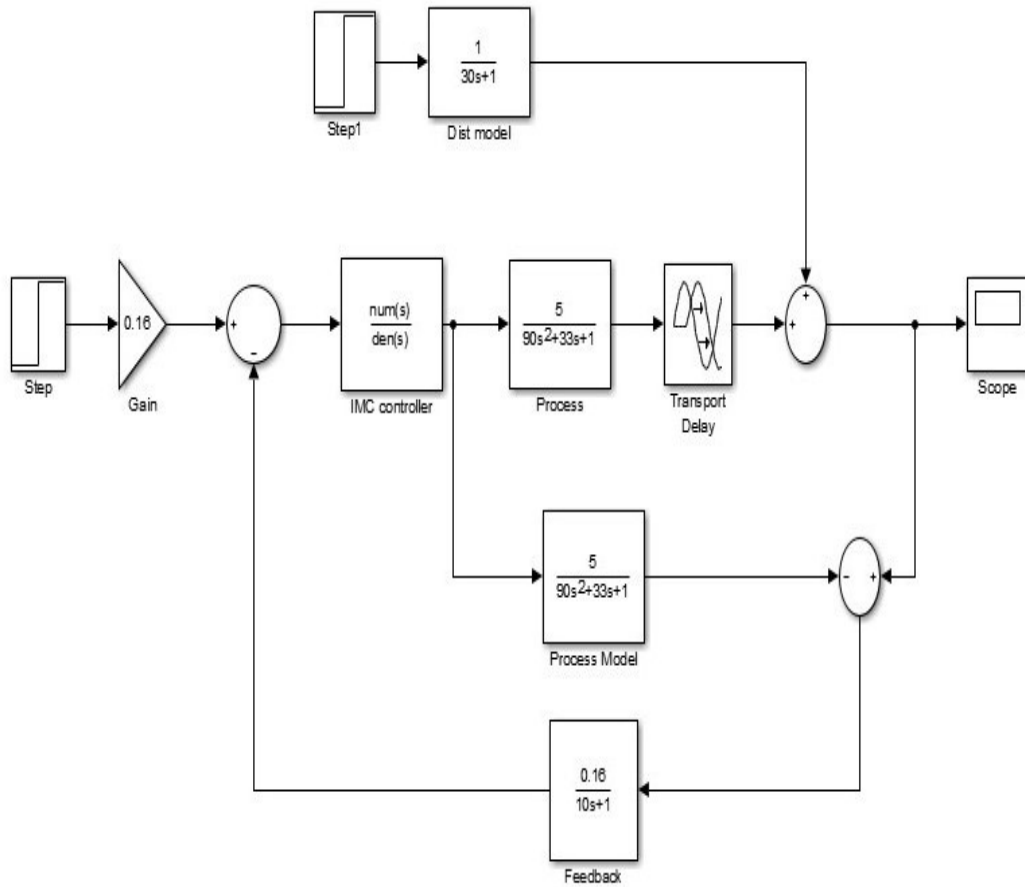 1
30s+1
Step1
Dist model
+
0.16
+
-
num(s)
den(s)
5
90s²+33s+1
+
Step
Gain
IMC controller
Process
Transport
Delay
Scope
5
90s²+33s+1
-
+
Process Model
0.16
10s+1
Feedback